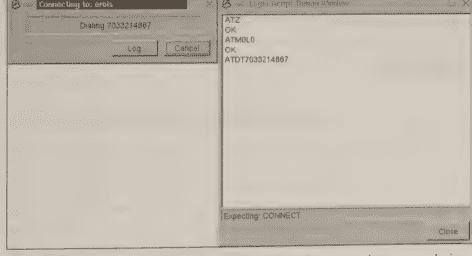 Connecting to: erols
Dialing 7033214867
Log Cancel
Login Script Debug Window
ATZ
OK
ATM0L0
OK
ATDT7033214867
Expecting: CONNECT
Close